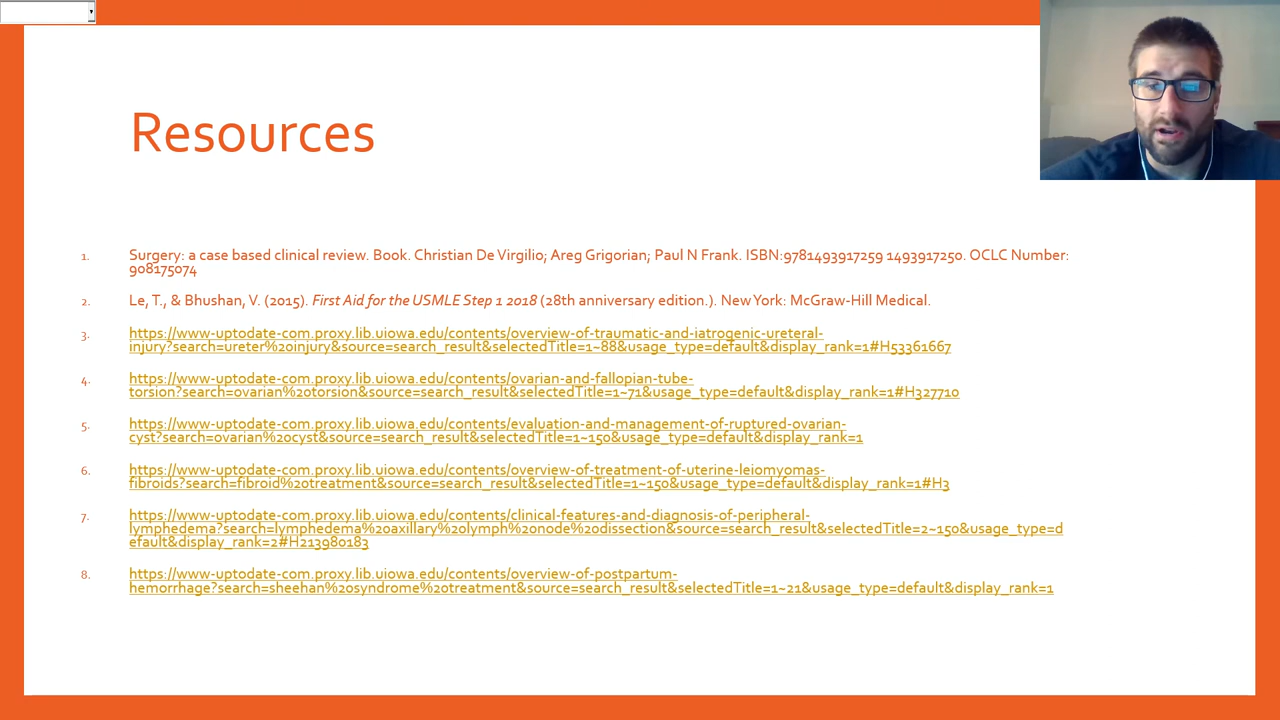 Resources
1. Surgery: a case based clinical review. Book. Christian De Virgilio; Areg Grigorian; Paul N Frank. ISBN:9781493917259 1493917250. OCLC Number:
908175074
2. Le, T., & Bhushan, V. (2015). First Aid for the USMLE Step 1 2018 (28th anniversary edition.). New York: McGraw-Hill Medical.
3. https://www-uptodate-com.proxy.lib.uiowa.edu/contents/overview-of-traumatic-and-iatrogenic-ureteral-
injury?search=ureter%20injury&source=search_result&selectedTitle=1~88&usage_type=default&display_rank=1#H53361667
4. https://www-uptodate-com.proxy.lib.uiowa.edu/contents/ovarian-and-fallopian-tube-
torsion?search=ovarian%20torsion&source=search_result&selectedTitle=1~71&usage_type=default&display_rank=1#H327710
5. https://www-uptodate-com.proxy.lib.uiowa.edu/contents/evaluation-and-management-of-ruptured-ovarian-
cyst?search=ovarian%20cyst&source=search_result&selectedTitle=1~150&usage_type=default&display_rank=1
6. https://www-uptodate-com.proxy.lib.uiowa.edu/contents/overview-of-treatment-of-uterine-leiomyomas-
fibroids?search=fibroid%20treatment&source=search_result&selectedTitle=1~150&usage_type=default&display_rank=1#H3
7. https://www-uptodate-com.proxy.lib.uiowa.edu/contents/clinical-features-and-diagnosis-of-peripheral-
lymphedema?search=lymphedema%20axillary%20lymph%20node%20dissection&source=search_result&selectedTitle=2~150&usage_type=d
efault&display_rank=2#H213980183
8. https://www-uptodate-com.proxy.lib.uiowa.edu/contents/overview-of-postpartum-
hemorrhage?search=sheehan%20syndrome%20treatment&source=search_result&selectedTitle=1~21&usage_type=default&display_rank=1